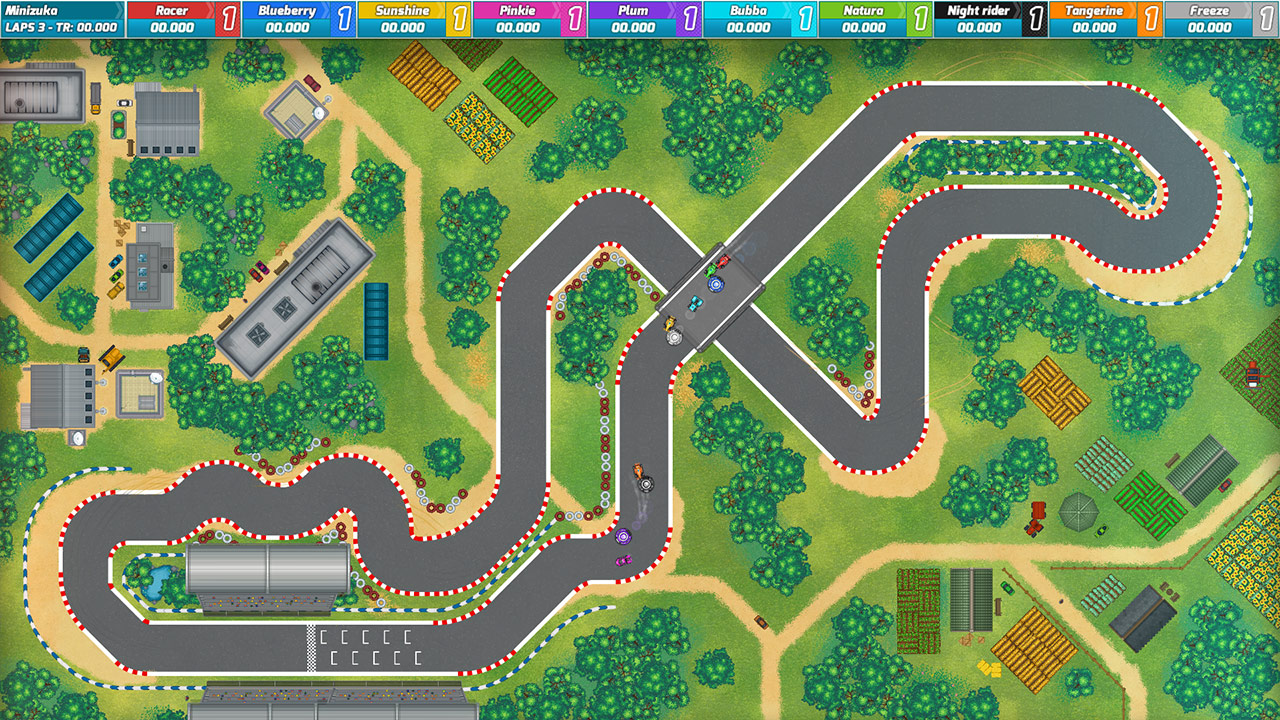 Minizuka
LAPS 3 - TR: 00.000
Racer
00.000
1
Blueberry
00.000
1
Sunshine
00.000
1
Pinkie
00.000
1
Plum
00.000
1
Bubba
00.000
1
Natura
00.000
1
Night rider
00.000
1
Tangerine
00.000
1
Freeze
00.000
1